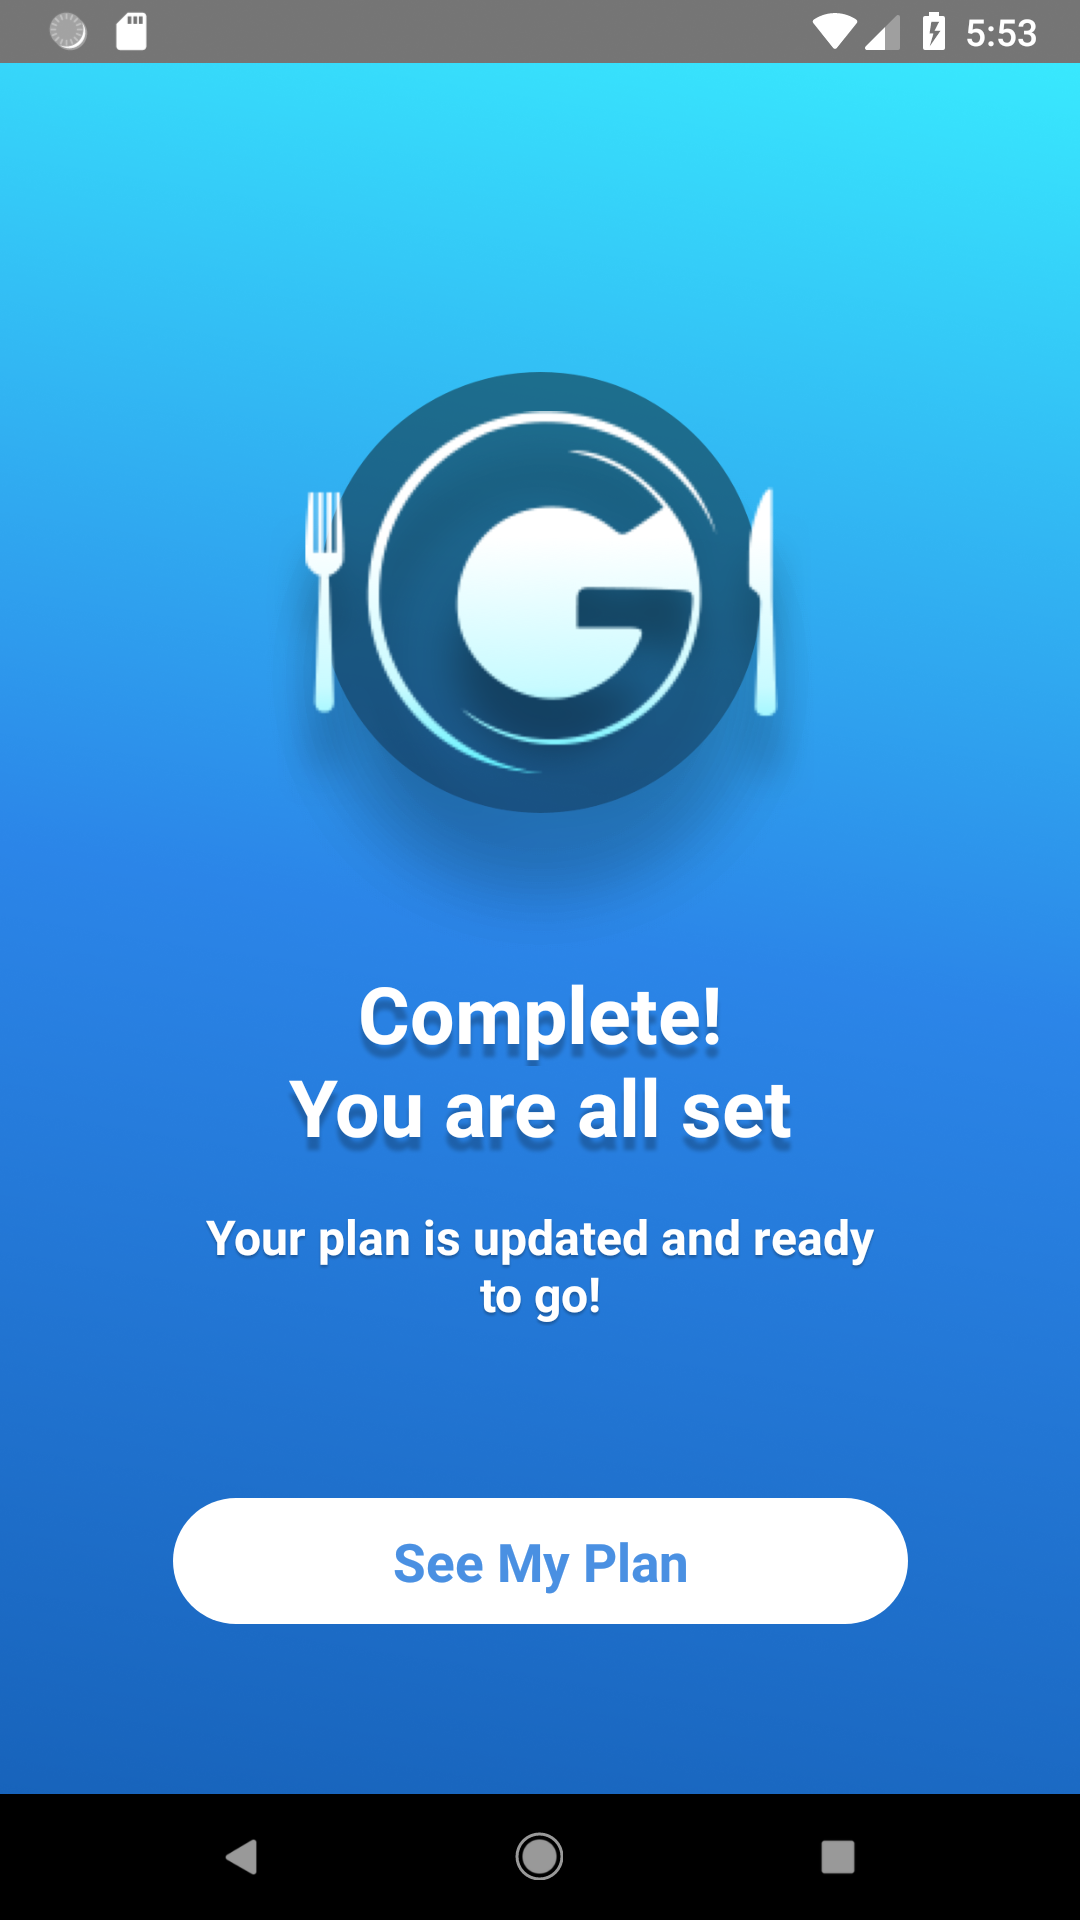 5:53
G
Complete!
You are all set
Your plan is updated and ready
to go!
See My Plan